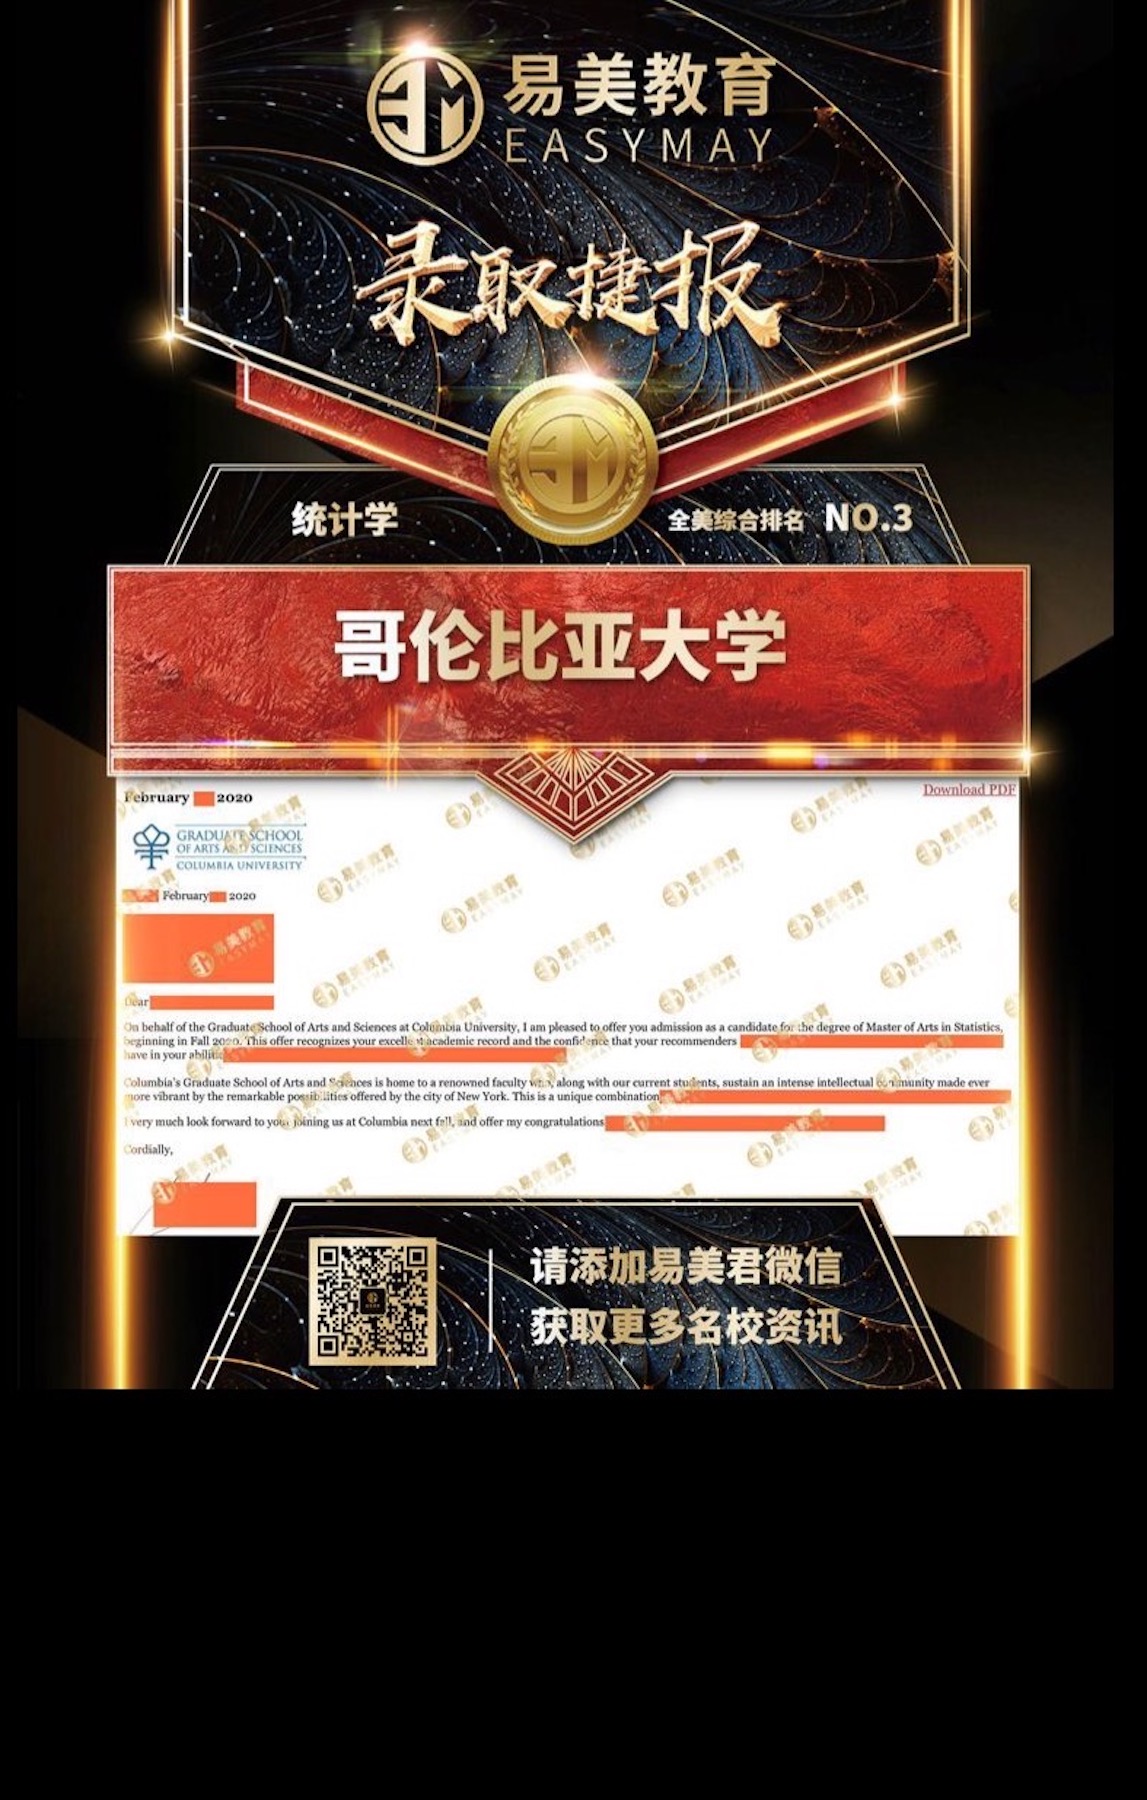 易美教育
EASYMAY
录取捷报
统计学
全美综合排名 NO.3
哥伦比亚大学
February 2020
Download PDF
GRADUATE SCHOOL
OF ARTS AND SCIENCES
COLUMBIA UNIVERSITY
February 2020
Dear
On behalf of the Graduate School of Arts and Sciences at Columbia University, I am pleased to offer you admission as a candidate for the degree of Master of Arts in Statistics,
beginning in Fall 2020. This offer recognizes your excellent academic record and the confidence that your recommenders
have in your abilitie
Columbia's Graduate School of Arts and Sciences is home to a renowned faculty who, along with our current students, sustain an intense intellectual community made ever
more vibrant by the remarkable possibilities offered by the city of New York. This is a unique combination
I very much look forward to your joining us at Columbia next fall, and offer my congratulations
Cordially,
请添加易美君微信
获取更多名校资讯